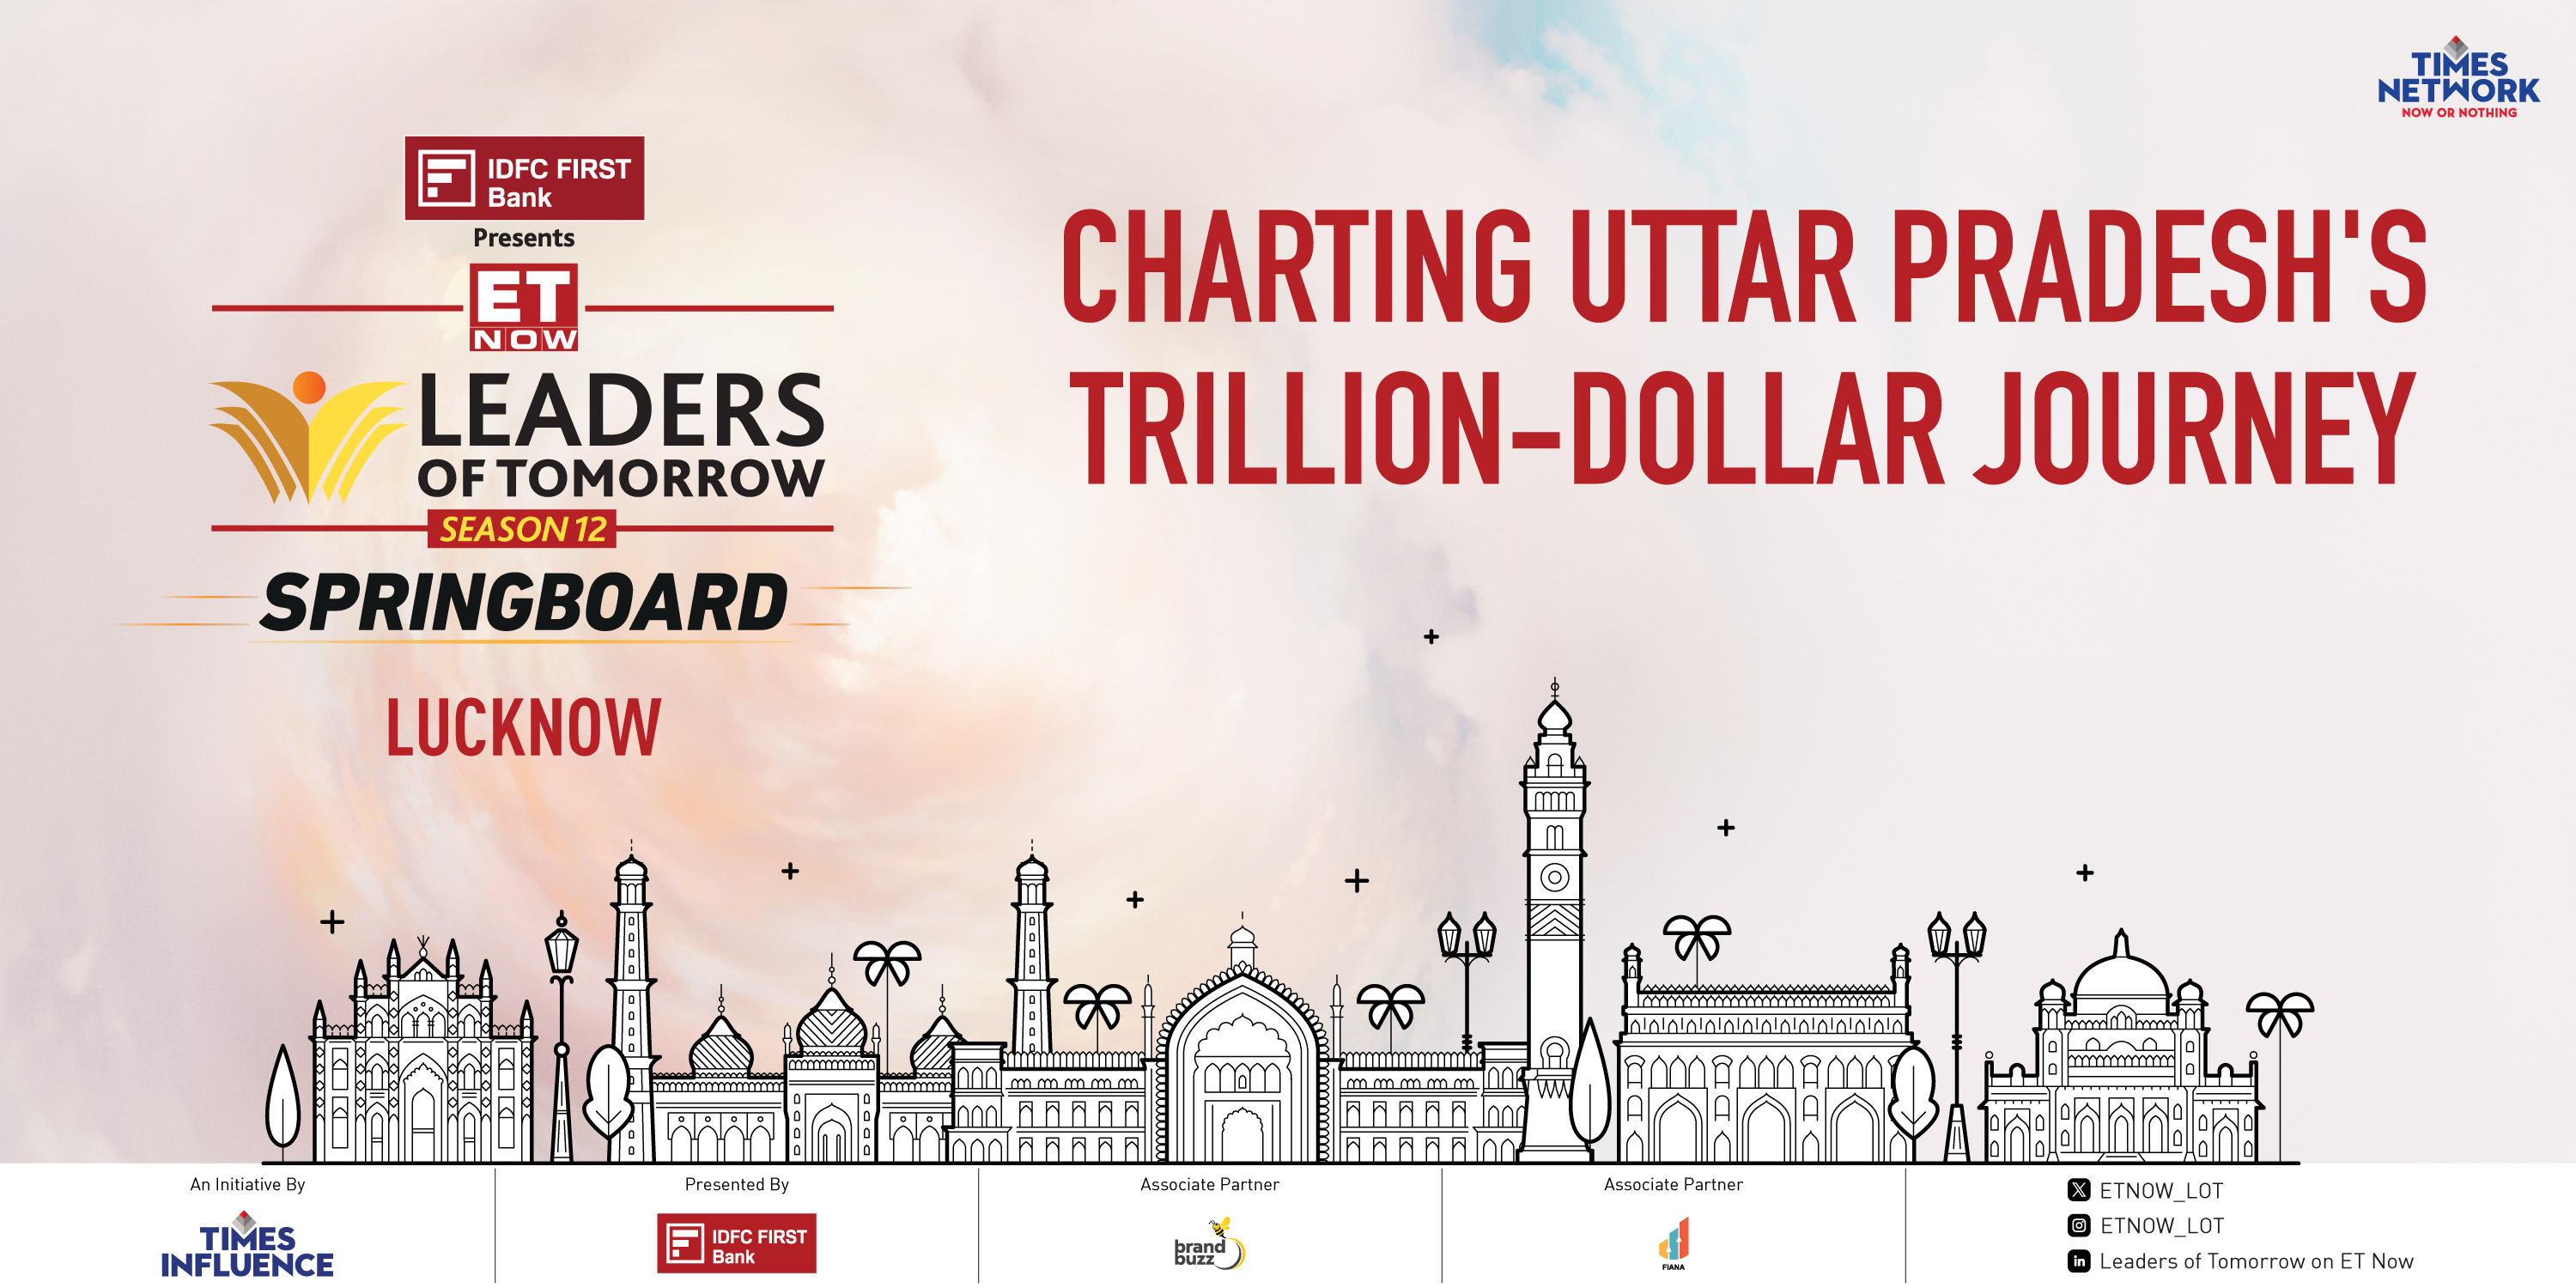 TIMES
NETWORK
NOW OR NOTHING
IDFC FIRST
Bank
Presents
ET
NOW
LEADERS
OF TOMORROW
SEASON 12
SPRINGBOARD
LUCKNOW
CHARTING UTTAR PRADESH'S
TRILLION-DOLLAR JOURNEY
An Initiative By
TIMES
INFLUENCE
Presented By
IDFC FIRST
Bank
Associate Partner
brand
buzz
Associate Partner
FIANA
ETNOW_LOT
ETNOW_LOT
in Leaders of Tomorrow on ET Now